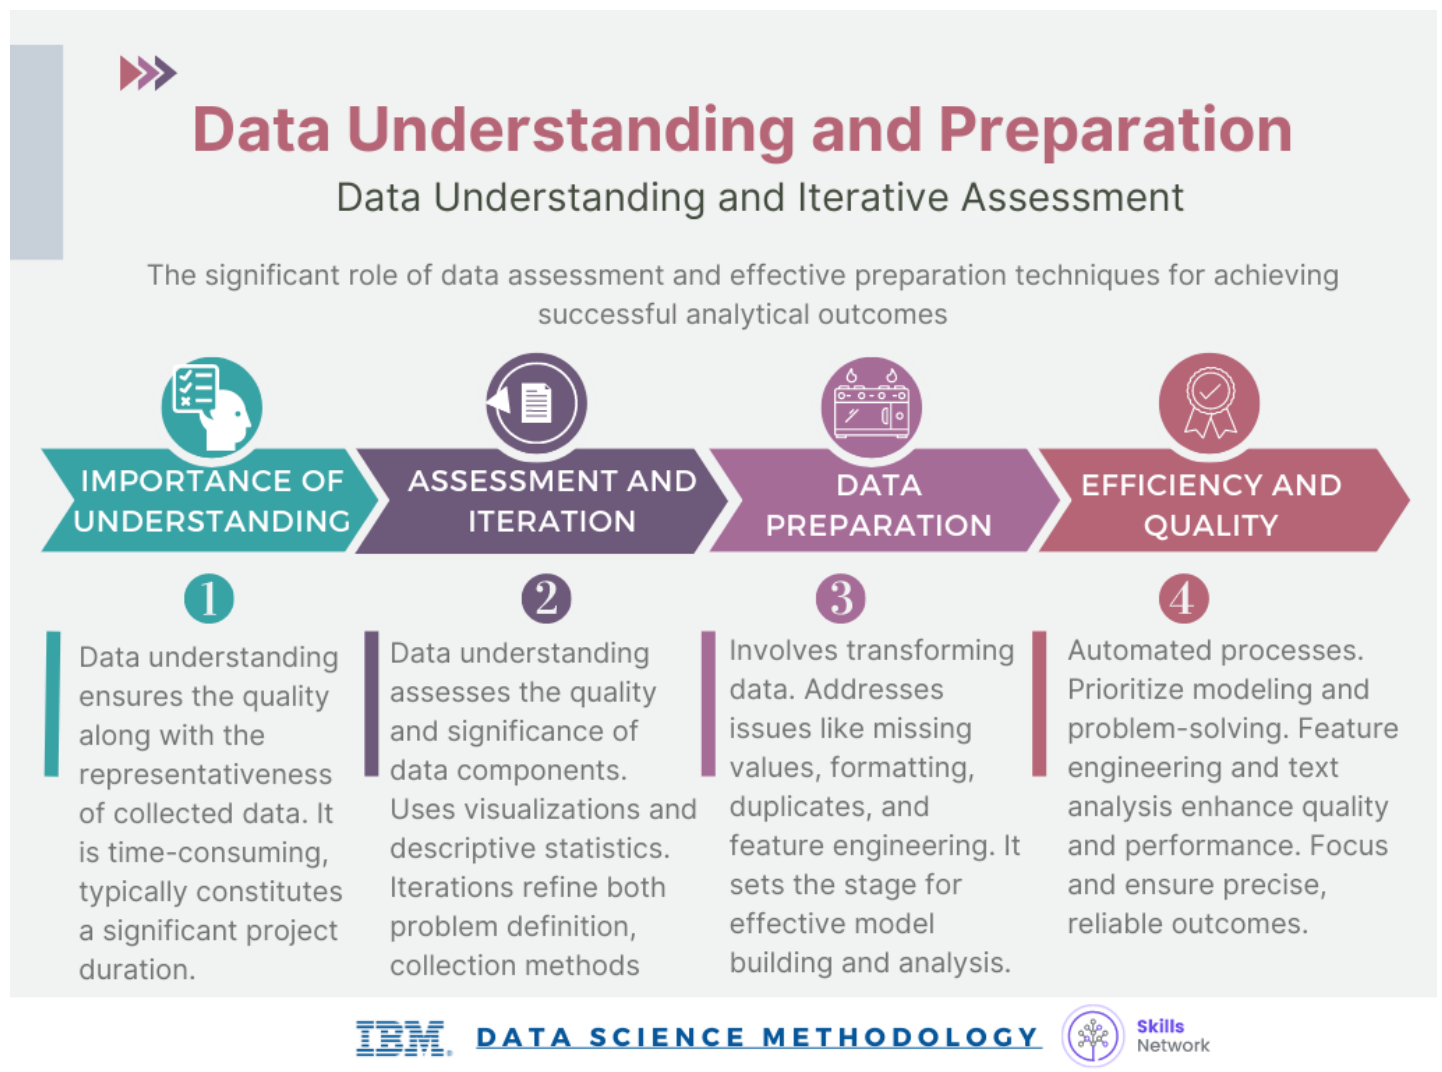 Data Understanding and Preparation
Data Understanding and Iterative Assessment
The significant role of data assessment and effective preparation techniques for achieving
successful analytical outcomes
IMPORTANCE OF
UNDERSTANDING
ASSESSMENT AND
ITERATION
DATA
PREPARATION
EFFICIENCY AND
QUALITY
1
Data understanding
ensures the quality
along with the
representativeness
of collected data. It
is time-consuming,
typically constitutes
a significant project
duration.
2
Data understanding
assesses the quality
and significance of
data components.
Uses visualizations and
descriptive statistics.
Iterations refine both
problem definition,
collection methods
3
Involves transforming
data. Addresses
issues like missing
values, formatting,
duplicates, and
feature engineering. It
sets the stage for
effective model
building and analysis.
4
Automated processes.
Prioritize modeling and
problem-solving. Feature
engineering and text
analysis enhance quality
and performance. Focus
and ensure precise,
reliable outcomes.
IBM. DATA SCIENCE METHODOLOGY
Skills
Network